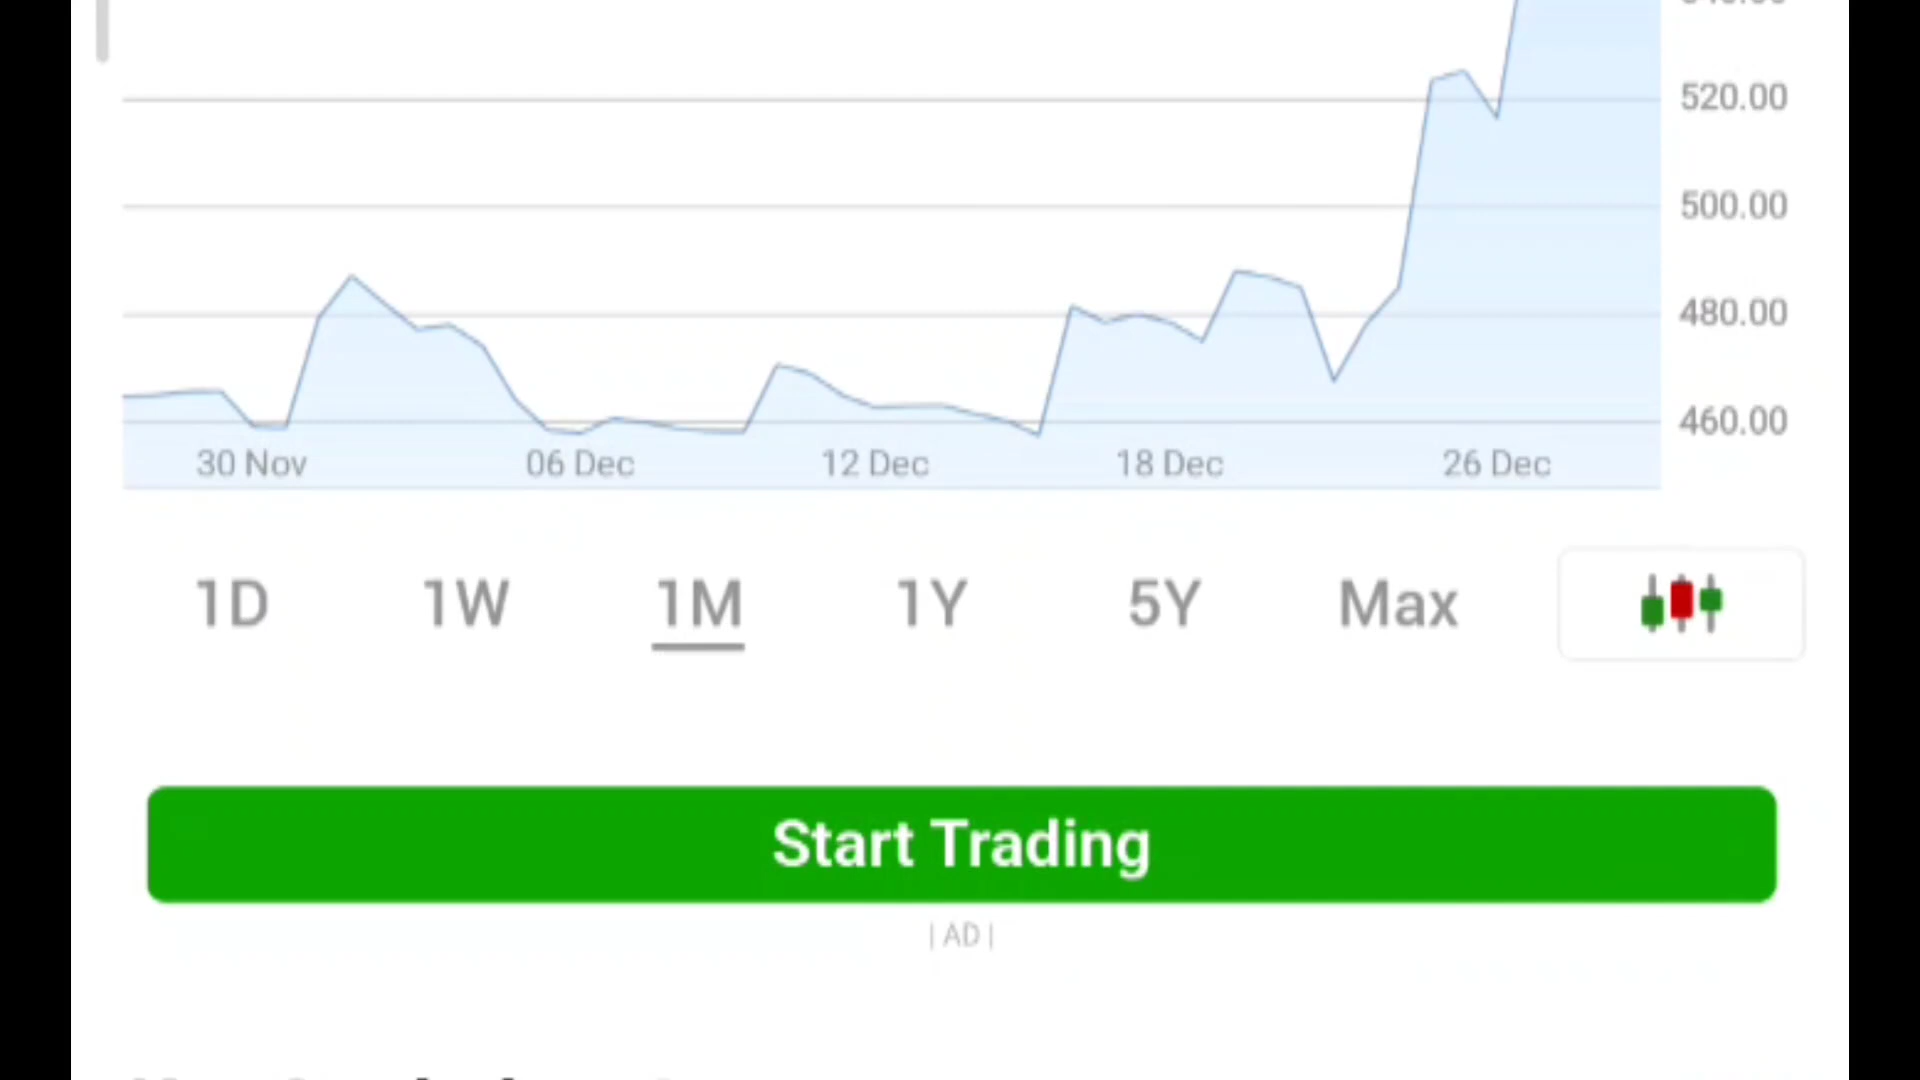 520.00
500.00
480.00
460.00
30 Nov 06 Dec 12 Dec 18 Dec 26 Dec
1D 1W 1M 1Y 5Y Max
Start Trading
| AD |